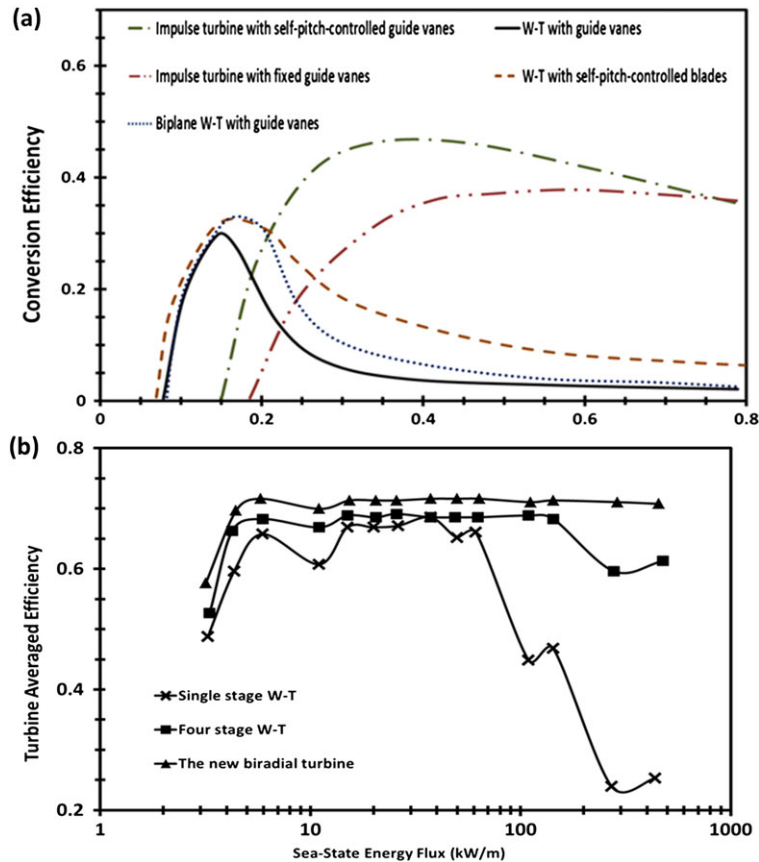 (a)
Impulse turbine with self-pitch-controlled guide vanes
W-T with guide vanes
Impulse turbine with fixed guide vanes
W-T with self-pitch-controlled blades
Biplane W-T with guide vanes
Conversion Efficiency
0.6
0.4
0.2
0
0
0.2
0.4
0.6
0.8
(b)
Turbine Averaged Efficiency
0.8
0.6
0.4
0.2
Single stage W-T
Four stage W-T
The new biradial turbine
1
10
100
1000
Sea-State Energy Flux (kW/m)